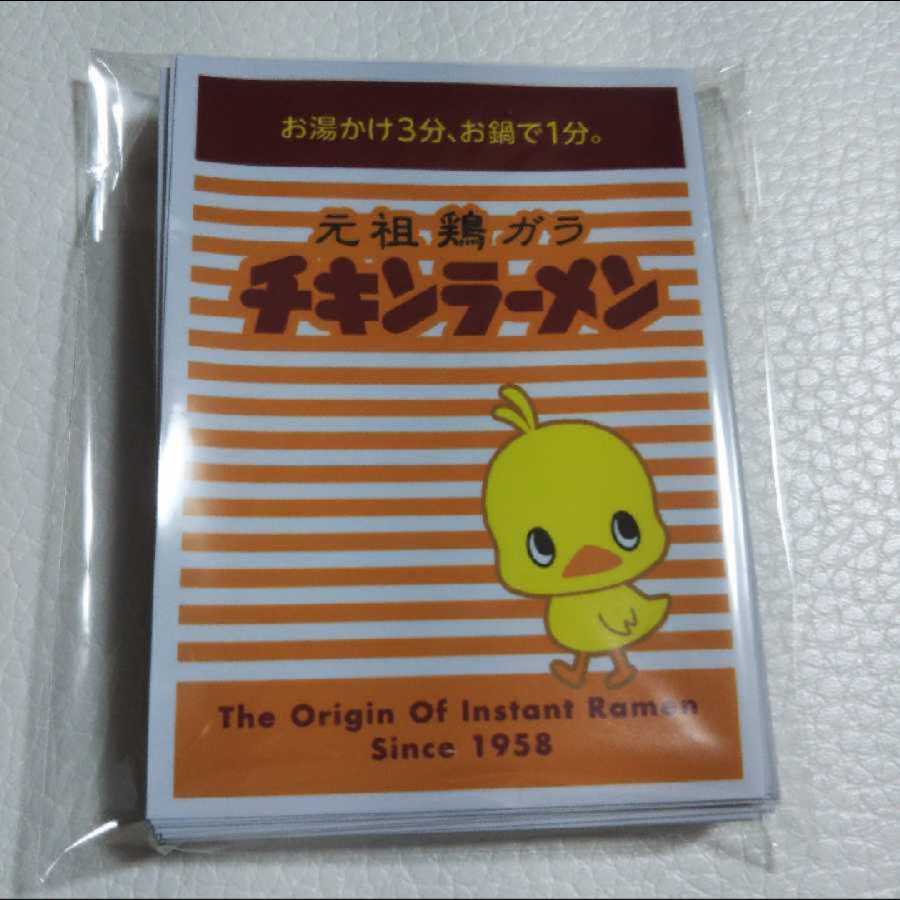 お湯かけ3分、お鍋で1分。
元祖鶏ガラ
チキンラーメン
The Origin Of Instant Ramen
Since 1958